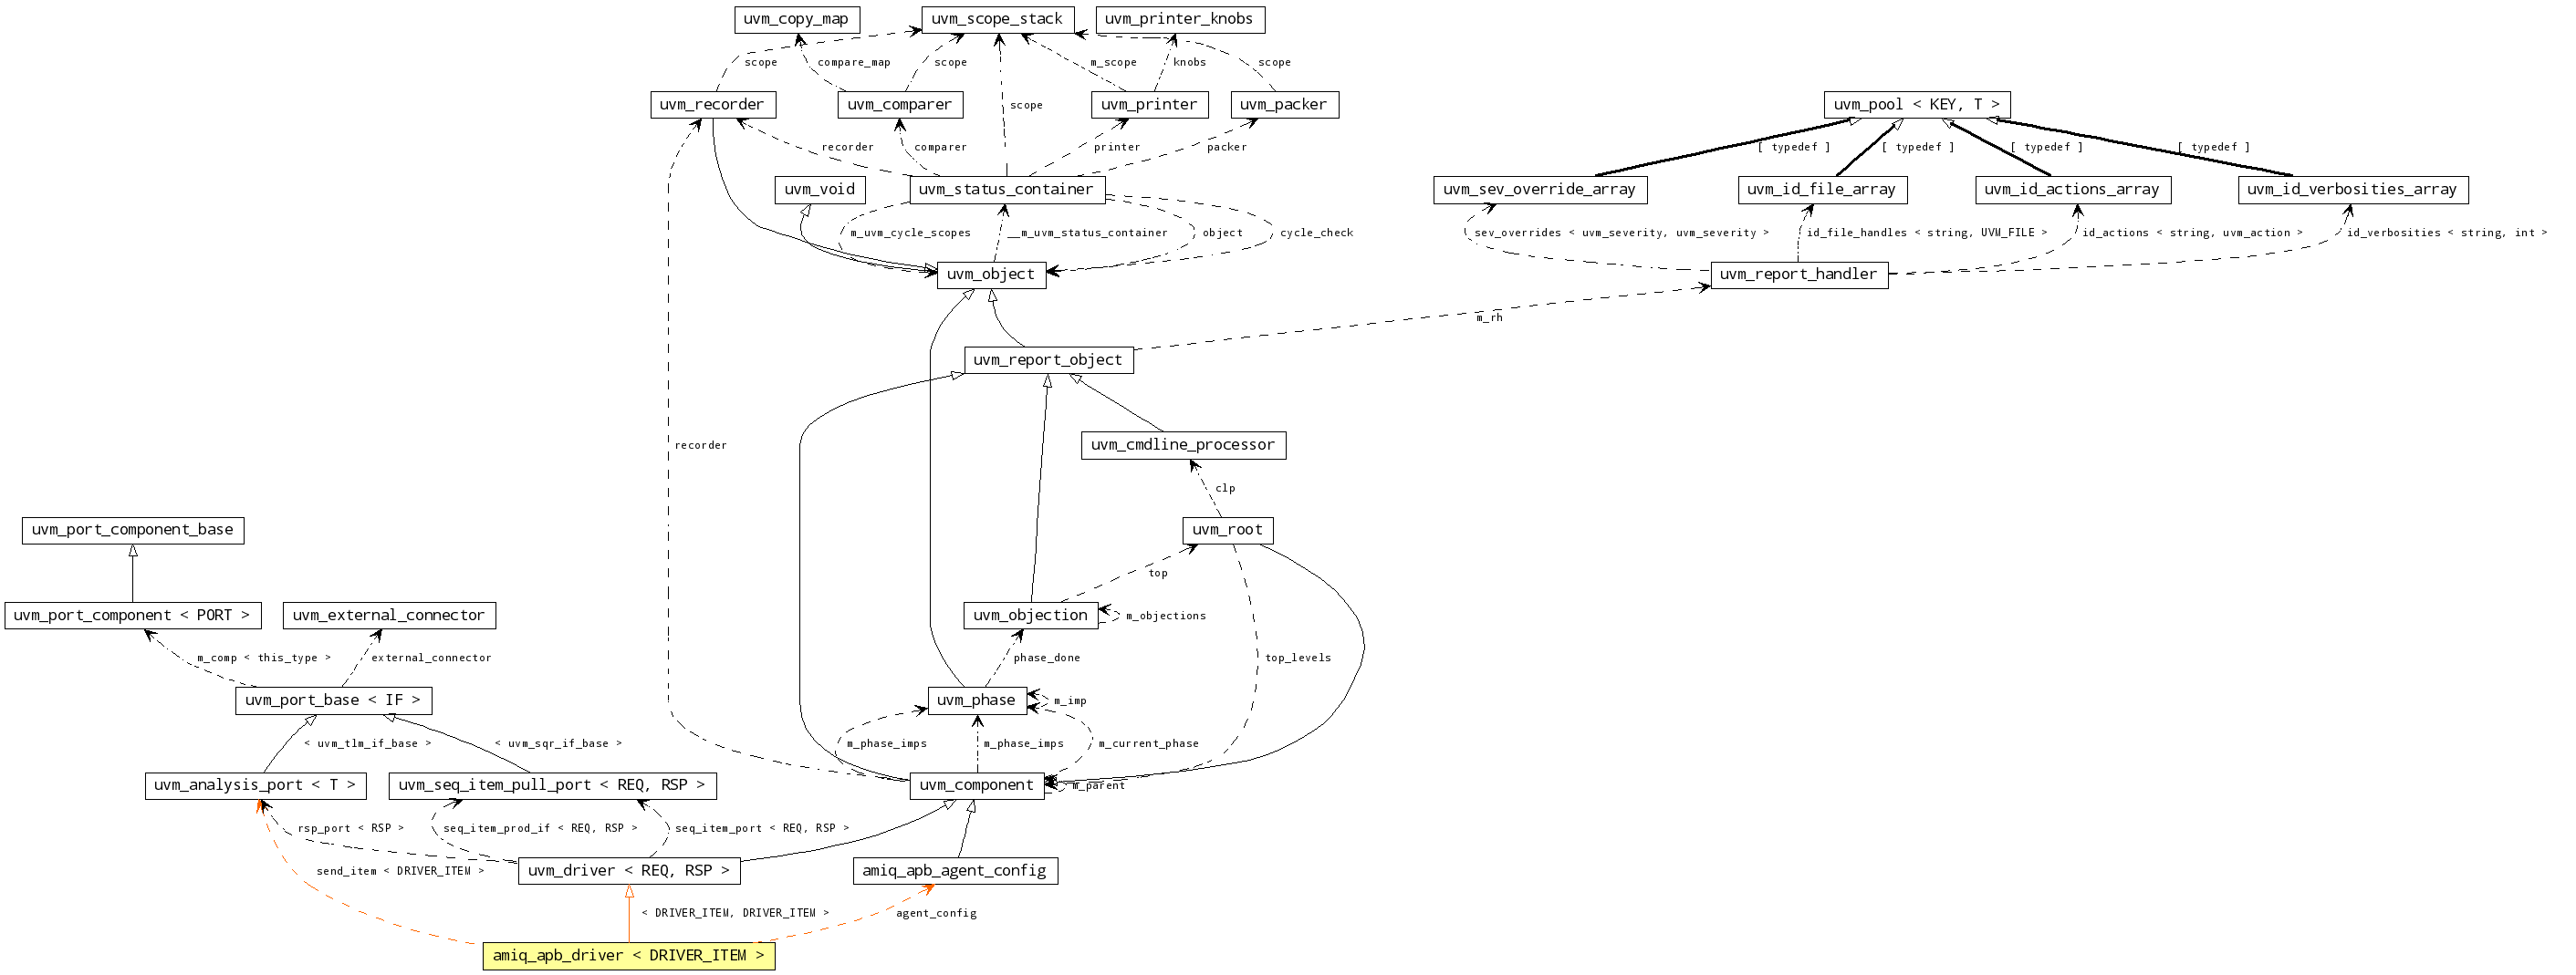 uvm_copy_map
uvm_scope_stack
uvm_printer_knobs
scope
compare_map
scope
m_scope
knobs
scope
uvm_recorder
uvm_comparer
scope
uvm_printer
uvm_packer
uvm_pool < KEY, T >
recorder
comparer
printer
packer
[ typedef ]
[ typedef ]
[ typedef ]
[ typedef ]
uvm_void
uvm_status_container
uvm_sev_override_array
uvm_id_file_array
uvm_id_actions_array
uvm_id_verbosities_array
m_uvm_cycle_scopes
__m_uvm_status_container
object
cycle_check
sev_overrides < uvm_severity, uvm_severity >
id_file_handles < string, UVM_FILE >
id_actions < string, uvm_action >
id_verbosities < string, int >
uvm_object
uvm_report_handler
m_rh
uvm_report_object
recorder
uvm_cmdline_processor
clp
uvm_port_component_base
uvm_root
top
uvm_port_component < PORT >
uvm_external_connector
uvm_objection
m_objections
m_comp < this_type >
external_connector
phase_done
top_levels
uvm_port_base < IF >
uvm_phase
m_imp
< uvm_tlm_if_base >
< uvm_sqr_if_base >
m_phase_imps
m_phase_imps
m_current_phase
uvm_analysis_port < T >
uvm_seq_item_pull_port < REQ, RSP >
uvm_component
m_parent
rsp_port < RSP >
seq_item_prod_if < REQ, RSP >
seq_item_port < REQ, RSP >
send_item < DRIVER_ITEM >
uvm_driver < REQ, RSP >
amiq_apb_agent_config
< DRIVER_ITEM, DRIVER_ITEM >
agent_config
amiq_apb_driver < DRIVER_ITEM >